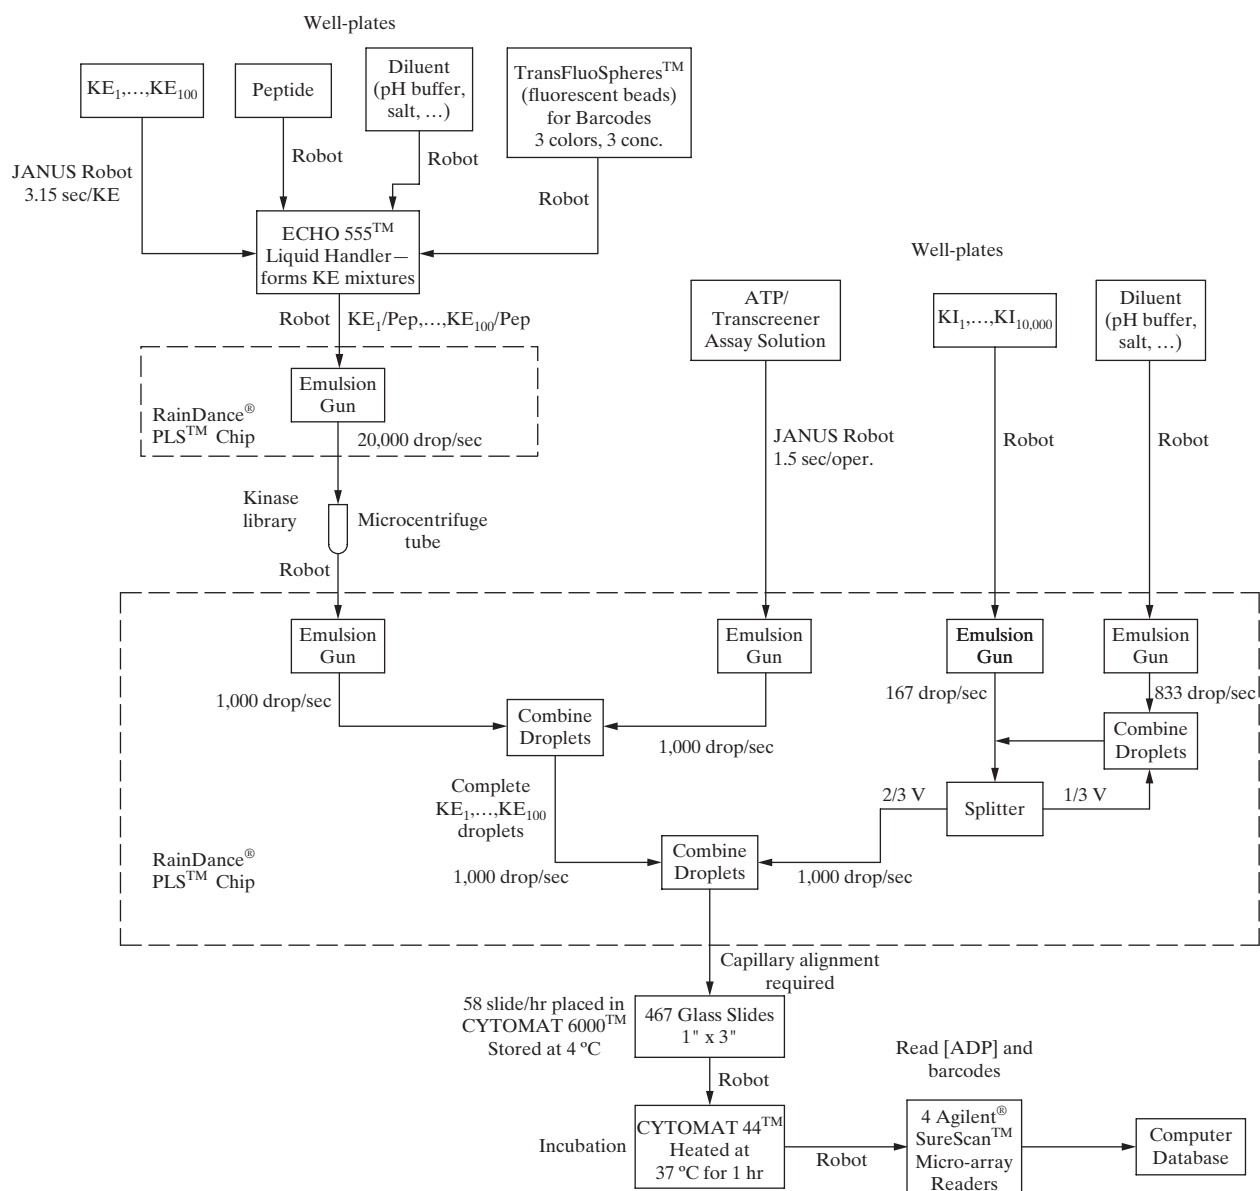 Well-plates
KE₁,…,KE₁₀₀
Peptide
Diluent
(pH buffer,
salt, …)
TransFluoSpheres™
(fluorescent beads)
for Barcodes
3 colors, 3 conc.
JANUS Robot
3.15 sec/KE
Robot
Robot
Robot
ECHO 555™
Liquid Handler—
forms KE mixtures
Robot
KE₁/Pep,…,KE₁₀₀/Pep
Well-plates
ATP/
Transcreener
Assay Solution
KI₁,…,KI₁₀,₀₀₀
Diluent
(pH buffer,
salt, …)
Emulsion
Gun
RainDance®
PLS™ Chip
20,000 drop/sec
JANUS Robot
1.5 sec/oper.
Robot
Robot
Kinase
library
Microcentrifuge
tube
Robot
Emulsion
Gun
Emulsion
Gun
Emulsion
Gun
Emulsion
Gun
1,000 drop/sec
1,000 drop/sec
167 drop/sec
833 drop/sec
Combine
Droplets
Combine
Droplets
Complete
KE₁,…,KE₁₀₀
droplets
2/3 V
Splitter
1/3 V
RainDance®
PLS™ Chip
1,000 drop/sec
Combine
Droplets
1,000 drop/sec
Capillary alignment
required
58 slide/hr placed in
CYTOMAT 6000™
Stored at 4 ºC
467 Glass Slides
1" x 3"
Robot
Read [ADP] and
barcodes
Incubation
CYTOMAT 44™
Heated at
37 ºC for 1 hr
Robot
4 Agilent®
SureScan™
Micro-array
Readers
Computer
Database